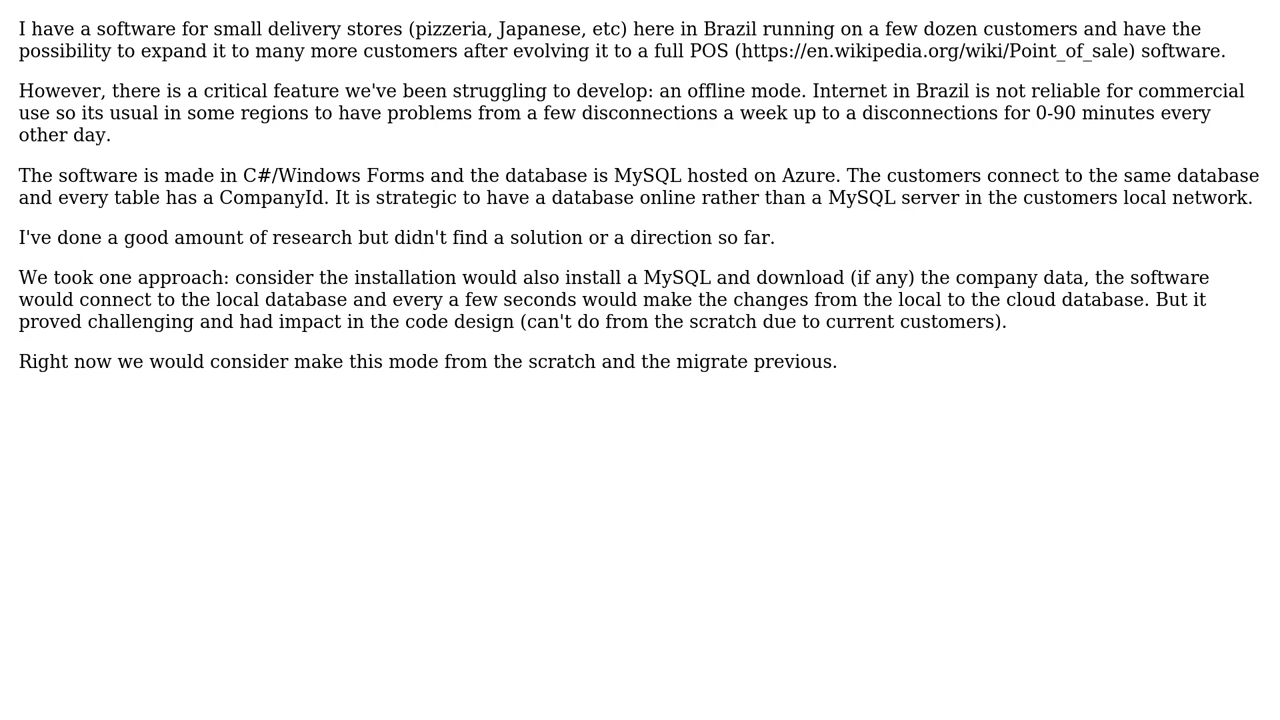 I have a software for small delivery stores (pizzeria, Japanese, etc) here in Brazil running on a few dozen customers and have the
possibility to expand it to many more customers after evolving it to a full POS (https://en.wikipedia.org/wiki/Point_of_sale) software.
However, there is a critical feature we've been struggling to develop: an offline mode. Internet in Brazil is not reliable for commercial
use so its usual in some regions to have problems from a few disconnections a week up to a disconnections for 0-90 minutes every
other day.
The software is made in C#/Windows Forms and the database is MySQL hosted on Azure. The customers connect to the same database
and every table has a CompanyId. It is strategic to have a database online rather than a MySQL server in the customers local network.
I've done a good amount of research but didn't find a solution or a direction so far.
We took one approach: consider the installation would also install a MySQL and download (if any) the company data, the software
would connect to the local database and every a few seconds would make the changes from the local to the cloud database. But it
proved challenging and had impact in the code design (can't do from the scratch due to current customers).
Right now we would consider make this mode from the scratch and the migrate previous.